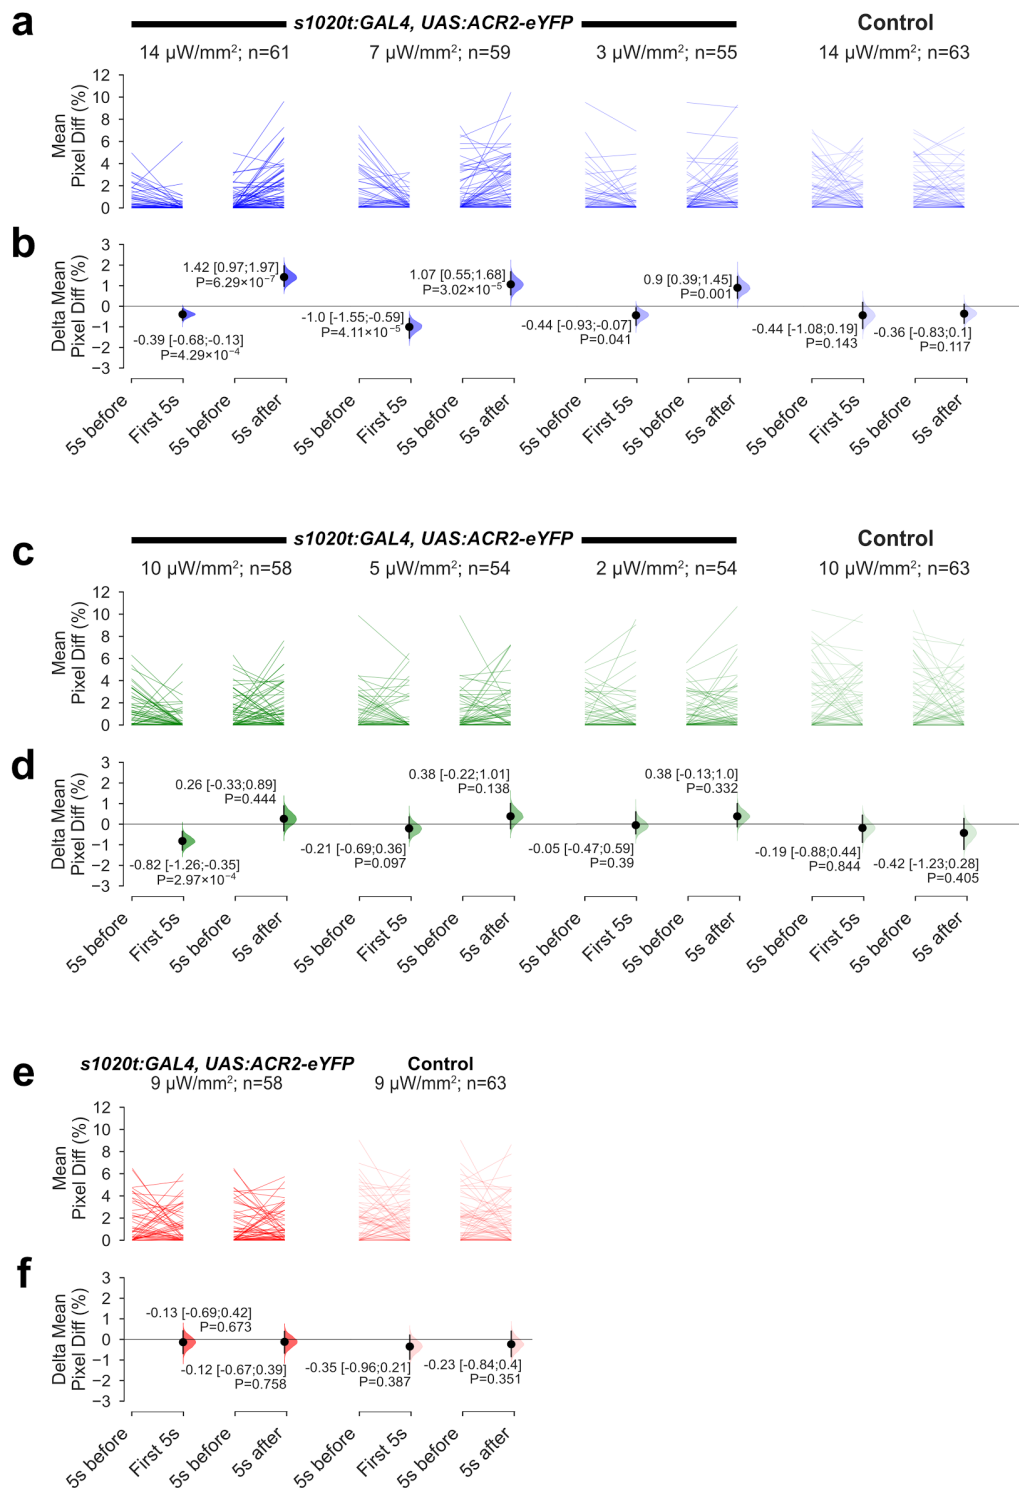 a
s1020t:GAL4, UAS:ACR2-eYFP
Control
14 µW/mm²; n=61
7 µW/mm²; n=59
3 µW/mm²; n=55
14 µW/mm²; n=63
Mean
Pixel Diff (%)
12
10
8
6
4
2
0
b
Delta Mean
Pixel Diff (%)
3
2
1
0
−1
−2
−3
1.42 [0.97;1.97]
P=6.29×10⁻⁷
-0.39 [-0.68;-0.13]
P=4.29×10⁻⁴
1.07 [0.55;1.68]
P=3.02×10⁻⁵
-1.0 [-1.55;-0.59]
P=4.11×10⁻⁵
0.9 [0.39;1.45]
P=0.001
-0.44 [-0.93;-0.07]
P=0.041
-0.44 [-1.08;0.19]
P=0.143
-0.36 [-0.83;0.1]
P=0.117
5s before
First 5s
5s before
5s after
5s before
First 5s
5s before
5s after
5s before
First 5s
5s before
5s after
5s before
First 5s
5s before
5s after
c
s1020t:GAL4, UAS:ACR2-eYFP
Control
10 µW/mm²; n=58
5 µW/mm²; n=54
2 µW/mm²; n=54
10 µW/mm²; n=63
Mean
Pixel Diff (%)
12
10
8
6
4
2
0
d
Delta Mean
Pixel Diff (%)
3
2
1
0
−1
−2
−3
0.26 [-0.33;0.89]
P=0.444
-0.82 [-1.26;-0.35]
P=2.97×10⁻⁴
0.38 [-0.22;1.01]
P=0.138
-0.21 [-0.69;0.36]
P=0.097
0.38 [-0.13;1.0]
P=0.332
-0.05 [-0.47;0.59]
P=0.39
-0.19 [-0.88;0.44]
P=0.844
-0.42 [-1.23;0.28]
P=0.405
5s before
First 5s
5s before
5s after
5s before
First 5s
5s before
5s after
5s before
First 5s
5s before
5s after
5s before
First 5s
5s before
5s after
e
s1020t:GAL4, UAS:ACR2-eYFP
Control
9 µW/mm²; n=58
9 µW/mm²; n=63
Mean
Pixel Diff (%)
12
10
8
6
4
2
0
f
Delta Mean
Pixel Diff (%)
3
2
1
0
−1
−2
−3
-0.13 [-0.69;0.42]
P=0.673
-0.12 [-0.67;0.39]
P=0.758
-0.35 [-0.96;0.21]
P=0.387
-0.23 [-0.84;0.4]
P=0.351
5s before
First 5s
5s before
5s after
5s before
First 5s
5s before
5s after